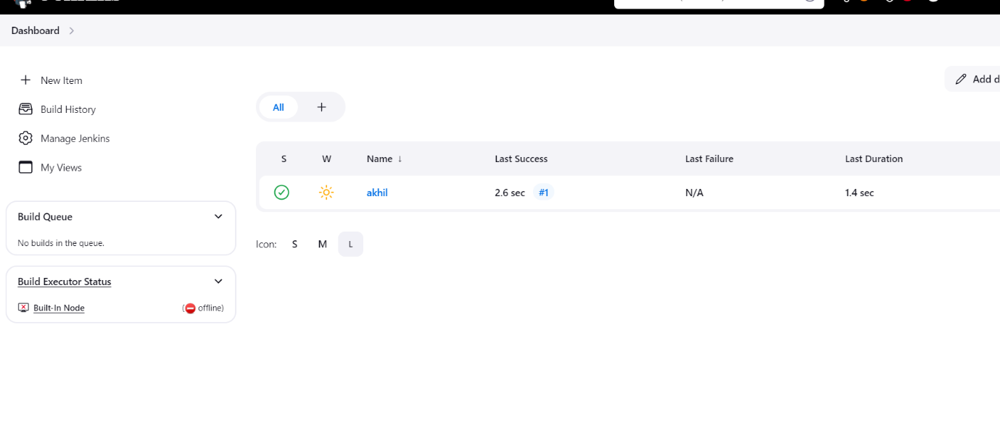 Dashboard
New Item
Build History
Manage Jenkins
My Views
Add d
All
S W Name ↓ Last Success Last Failure Last Duration
akhil 2.6 sec #1 N/A 1.4 sec
Icon: S M L
Build Queue
No builds in the queue.
Build Executor Status
Built-In Node (offline)